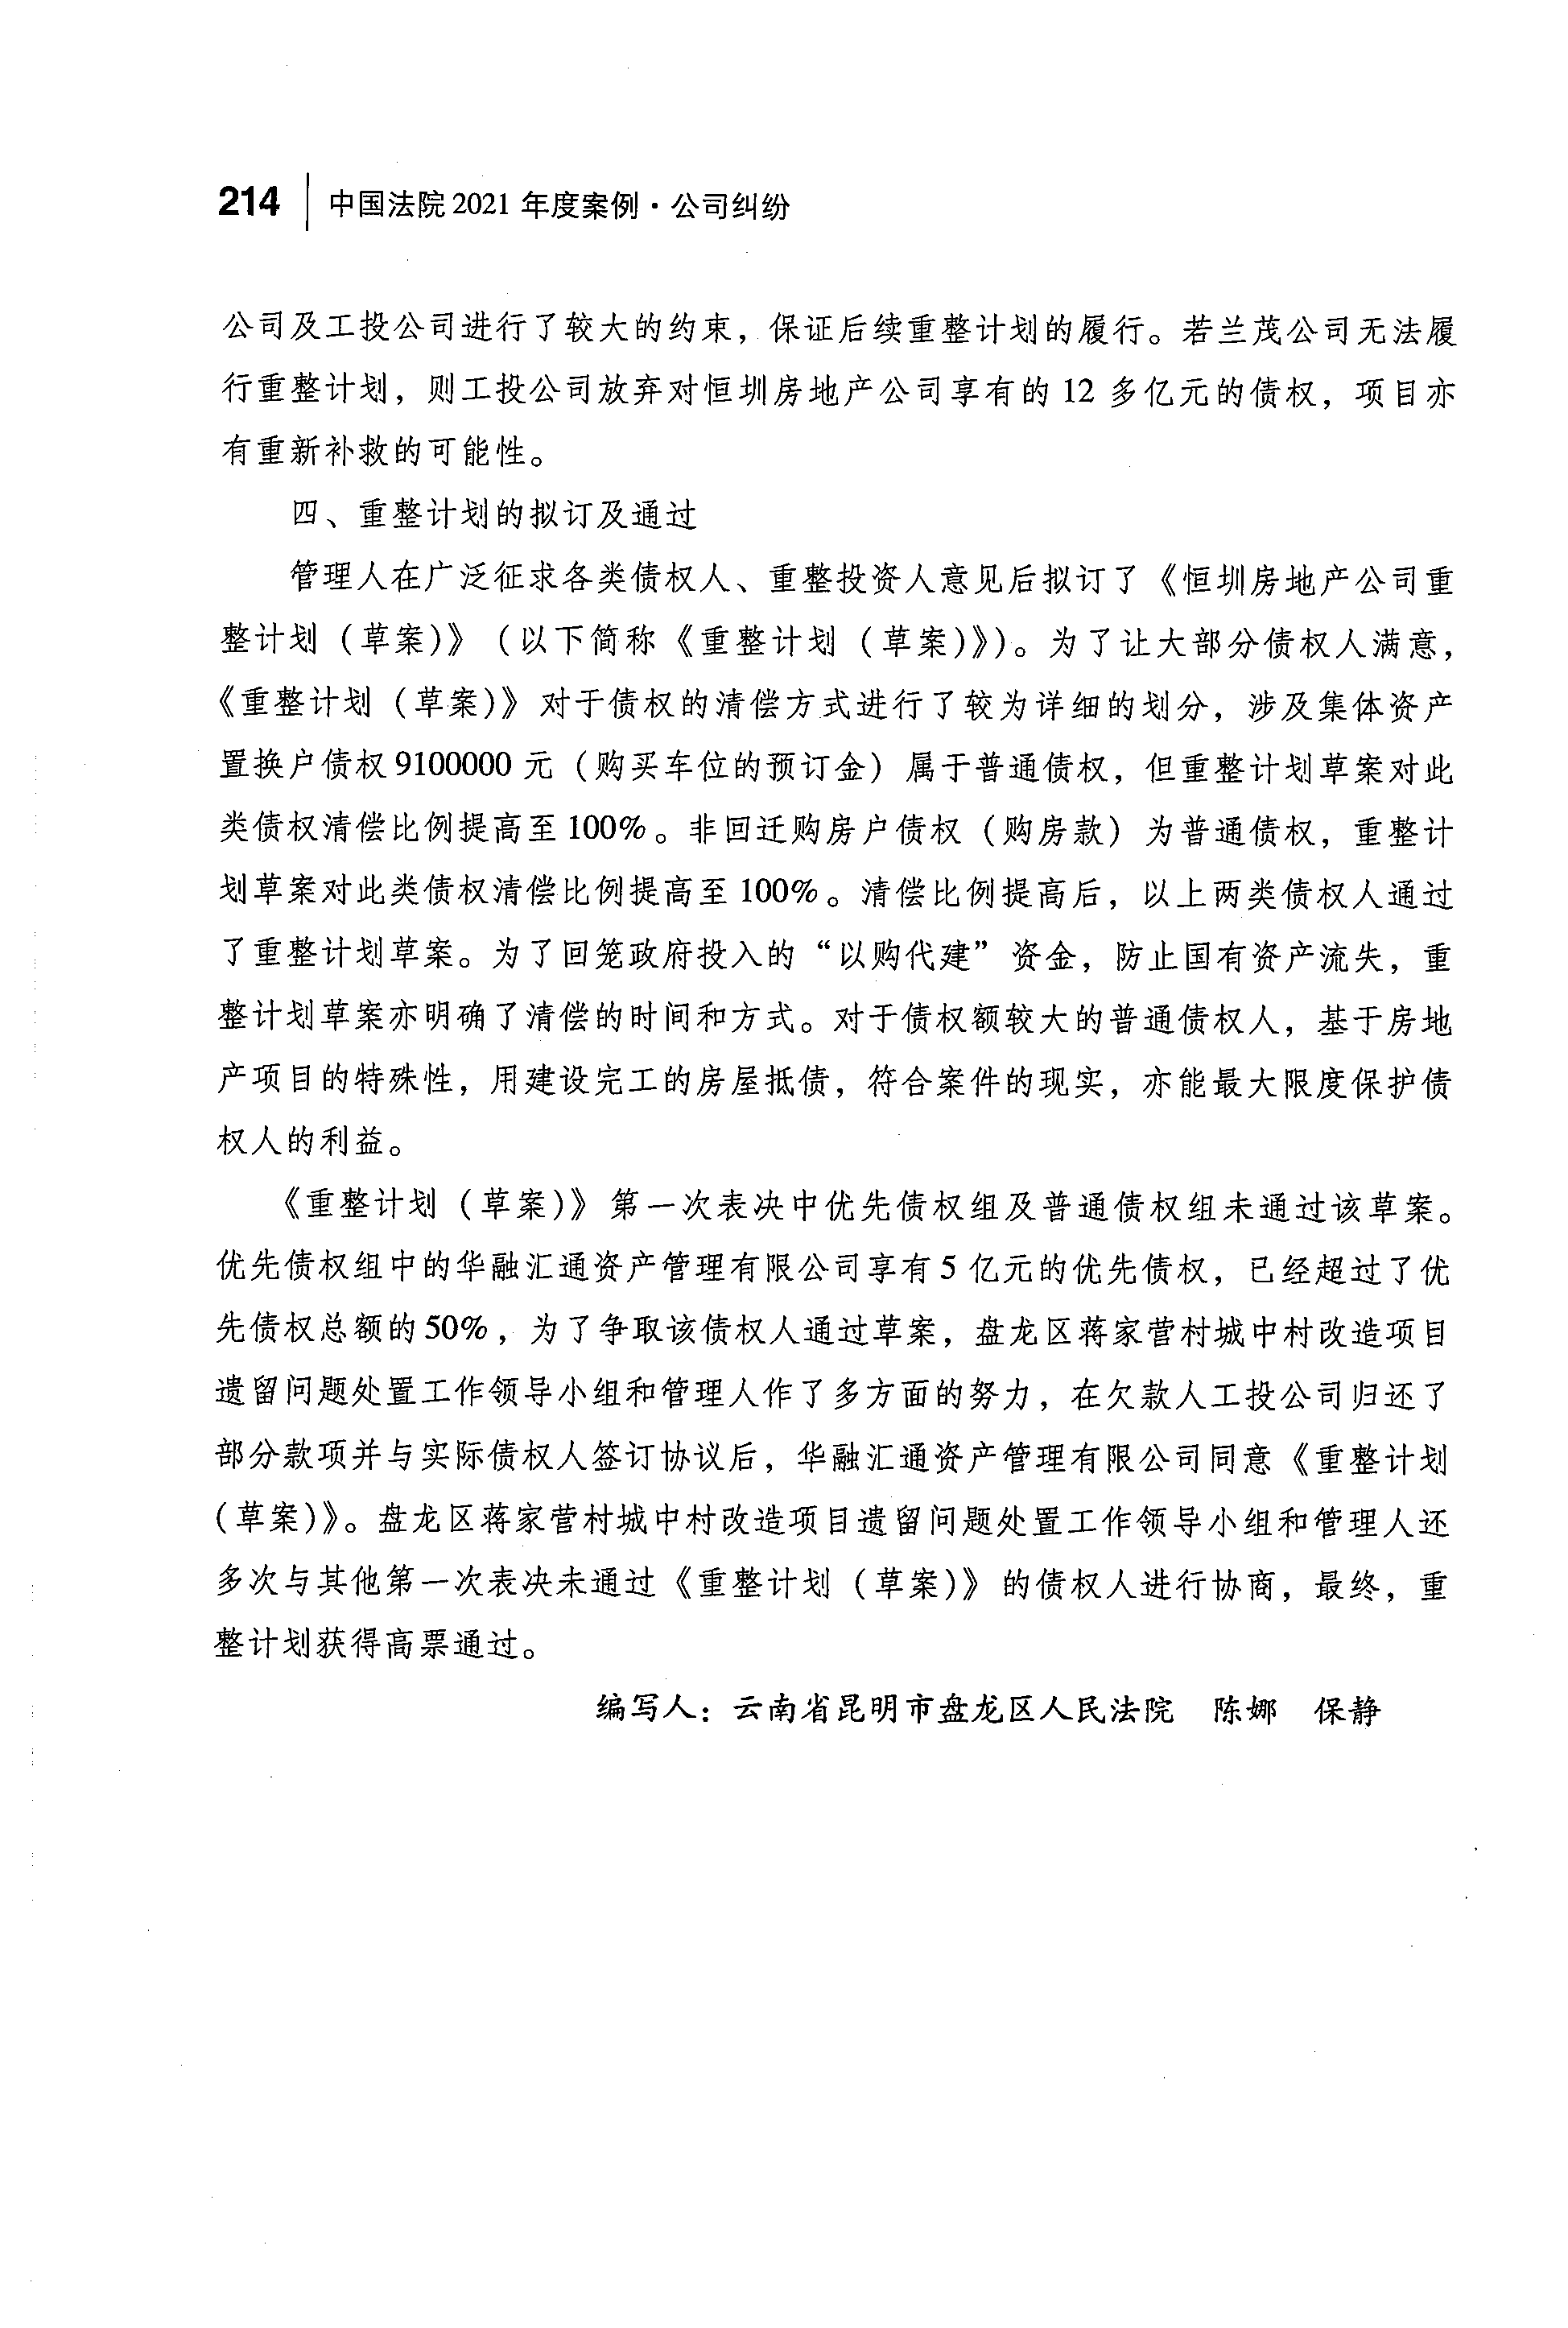 214 中国法院2021年度案例·公司纠纷
公司及工投公司进行了较大的约束，保证后续重整计划的履行。若兰茂公司无法履
行重整计划，则工投公司放弃对恒圳房地产公司享有的12多亿元的债权，项目亦
有重新补救的可能性。
四、重整计划的拟订及通过
管理人在广泛征求各类债权人、重整投资人意见后拟订了《恒圳房地产公司重
整计划（草案）》（以下简称《重整计划（草案）》）。为了让大部分债权人满意，
《重整计划（草案）》对于债权的清偿方式进行了较为详细的划分，涉及集体资产
置换户债权9100000元（购买车位的预订金）属于普通债权，但重整计划草案对此
类债权清偿比例提高至100%。非回迁购房户债权（购房款）为普通债权，重整计
划草案对此类债权清偿比例提高至100%。清偿比例提高后，以上两类债权人通过
了重整计划草案。为了回笼政府投入的“以购代建”资金，防止国有资产流失，重
整计划草案亦明确了清偿的时间和方式。对于债权额较大的普通债权人，基于房地
产项目的特殊性，用建设完工的房屋抵债，符合案件的现实，亦能最大限度保护债
权人的利益。
《重整计划（草案）》第一次表决中优先债权组及普通债权组未通过该草案。
优先债权组中的华融汇通资产管理有限公司享有5亿元的优先债权，已经超过了优
先债权总额的50%，为了争取该债权人通过草案，盘龙区蒋家营村城中村改造项目
遗留问题处置工作领导小组和管理人作了多方面的努力，在欠款人工投公司归还了
部分款项并与实际债权人签订协议后，华融汇通资产管理有限公司同意《重整计划
（草案）》。盘龙区蒋家营村城中村改造项目遗留问题处置工作领导小组和管理人还
多次与其他第一次表决未通过《重整计划（草案）》的债权人进行协商，最终，重
整计划获得高票通过。
编写人：云南省昆明市盘龙区人民法院 陈娜 保静